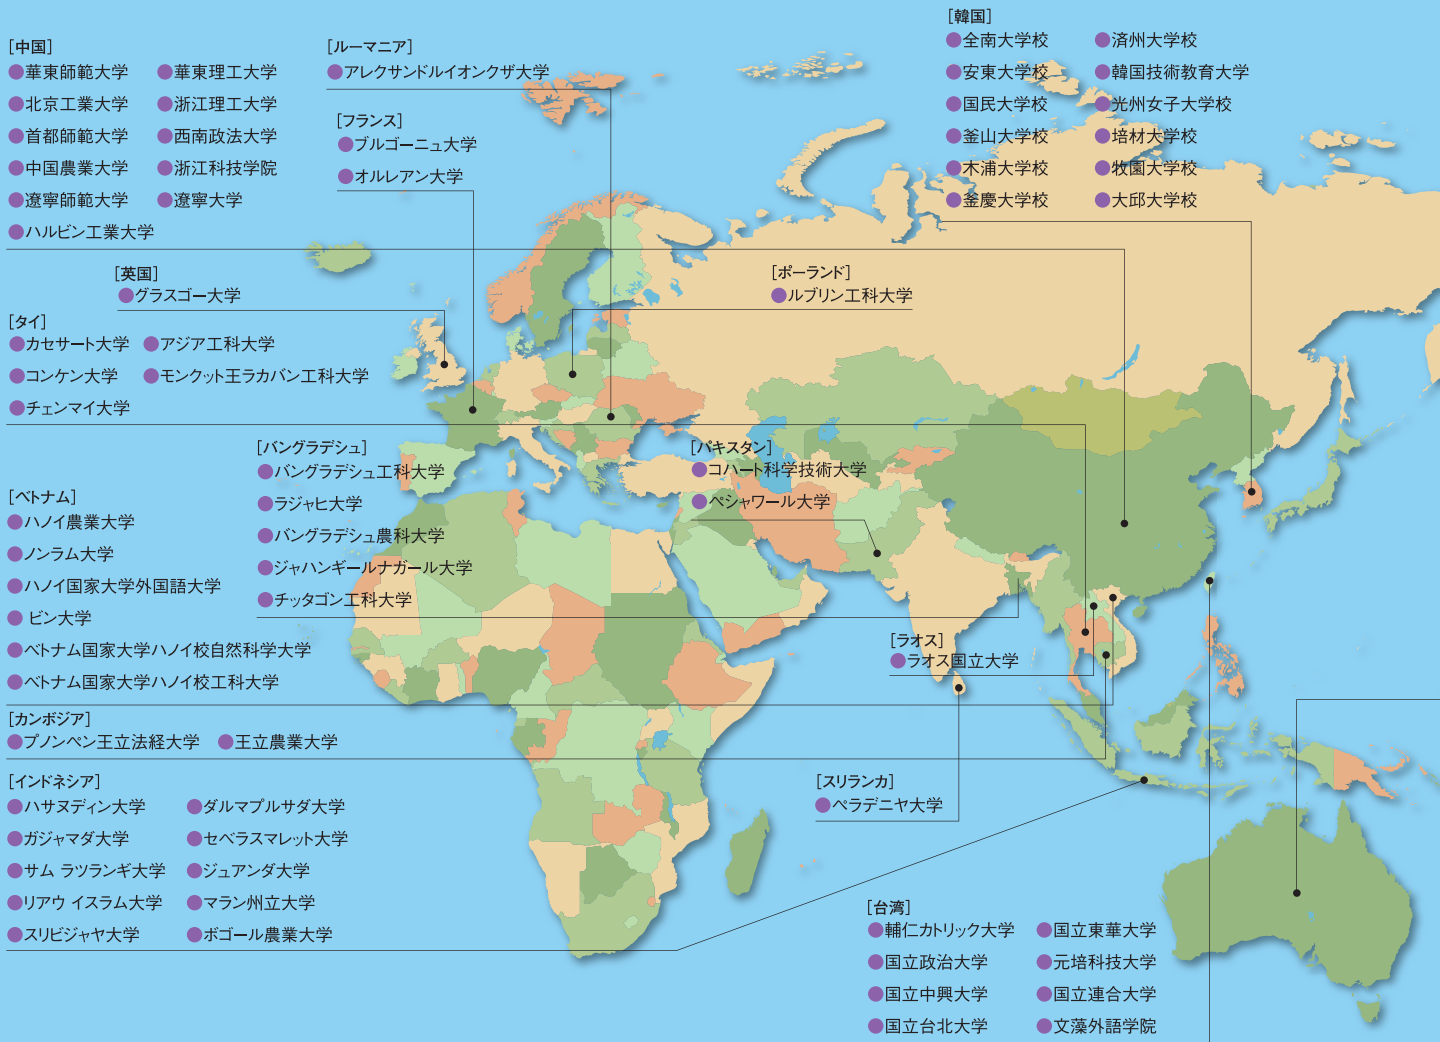 [中国]
●華東師範大学 ●華東理工大学
●北京工業大学 ●浙江理工大学
●首都師範大学 ●西南政法大学
●中国農業大学 ●浙江科技学院
●遼寧師範大学 ●遼寧大学
●ハルビン工業大学
[ルーマニア]
●アレクサンドルイオンクザ大学
[フランス]
●ブルゴーニュ大学
●オルレアン大学
[韓国]
●全南大学校 ●済州大学校
●安東大学校 ●韓国技術教育大学
●国民大学校 ●光州女子大学校
●釜山大学校 ●培材大学校
●木浦大学校 ●牧園大学校
●釜慶大学校 ●大邱大学校
[英国]
●グラスゴー大学
[ポーランド]
●ルブリン工科大学
[タイ]
●カセサート大学 ●アジア工科大学
●コンケン大学 ●モンクット王ラカバン工科大学
●チェンマイ大学
[バングラデシュ]
●バングラデシュ工科大学
●ラジャヒ大学
●バングラデシュ農科大学
●ジャハンギールナガール大学
●チッタゴン工科大学
[パキスタン]
●コハート科学技術大学
●ペシャワール大学
[ベトナム]
●ハノイ農業大学
●ノンラム大学
●ハノイ国家大学外国語大学
●ビン大学
●ベトナム国家大学ハノイ校自然科学大学
●ベトナム国家大学ハノイ校工科大学
[ラオス]
●ラオス国立大学
[カンボジア]
●プノンペン王立法経大学 ●王立農業大学
[インドネシア]
●ハサヌディン大学 ●ダルマプルサダ大学
●ガジャマダ大学 ●セベラスマレット大学
●サム ラツランギ大学 ●ジュアンダ大学
●リアウ イスラム大学 ●マラン州立大学
●スリビジャヤ大学 ●ボゴール農業大学
[スリランカ]
●ペラデニヤ大学
[台湾]
●輔仁カトリック大学 ●国立東華大学
●国立政治大学 ●元培科技大学
●国立中興大学 ●国立連合大学
●国立台北大学 ●文藻外語学院